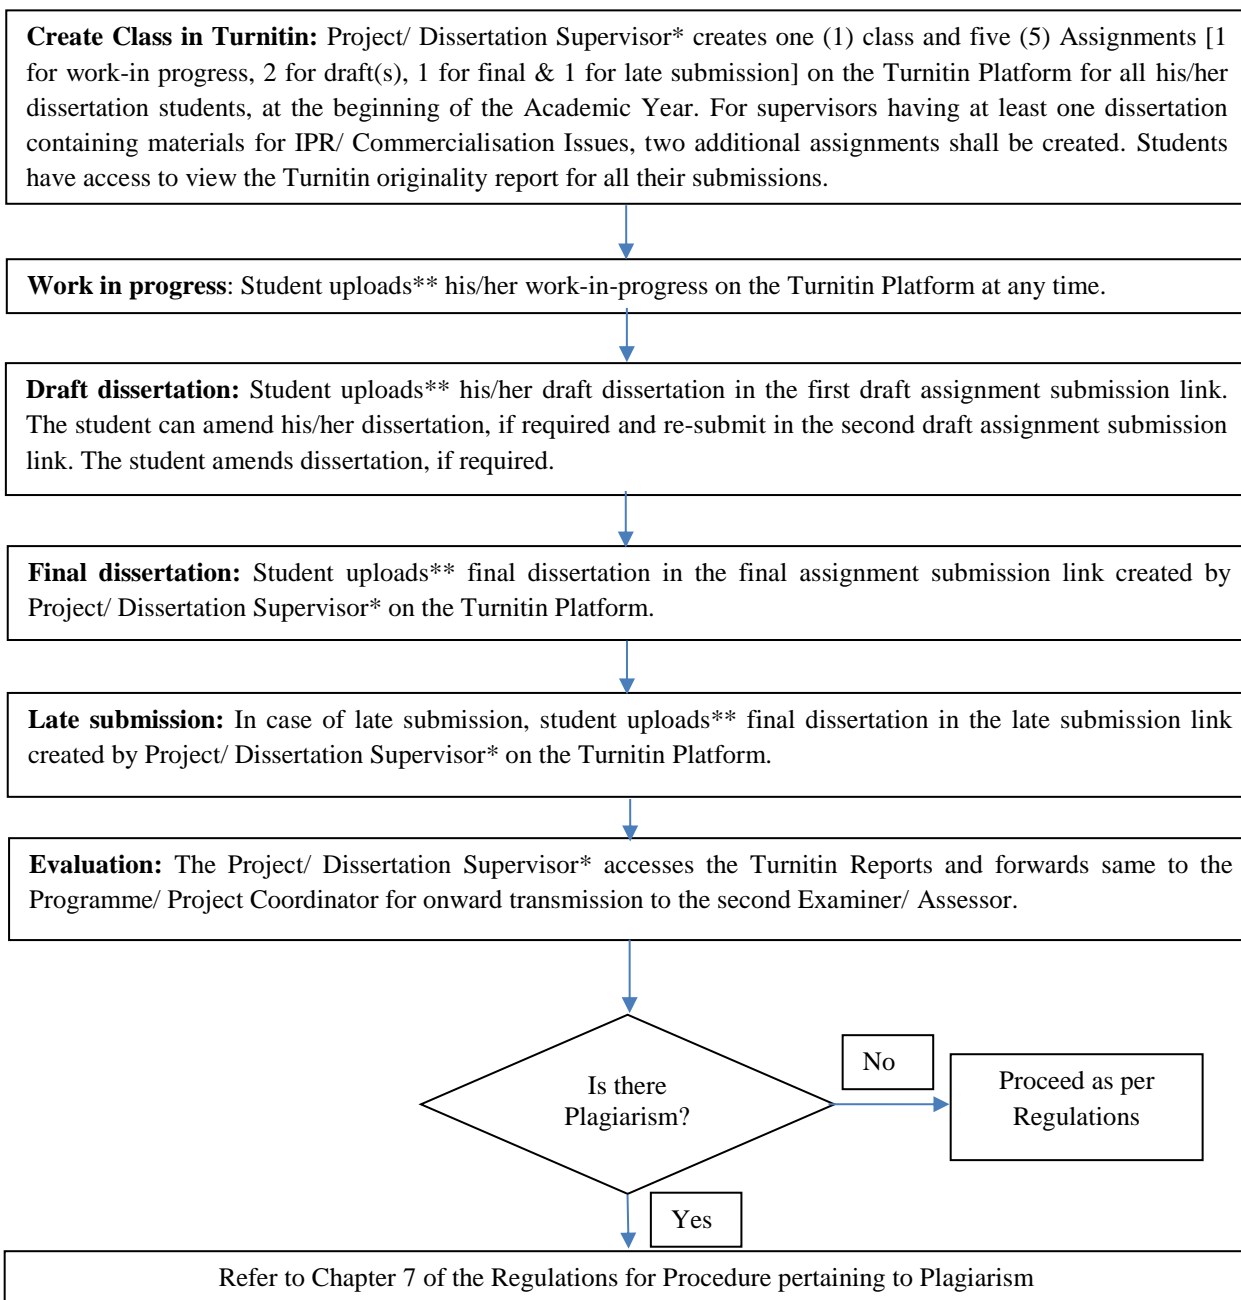 Create Class in Turnitin: Project/ Dissertation Supervisor* creates one (1) class and five (5) Assignments [1
for work-in progress, 2 for draft(s), 1 for final & 1 for late submission] on the Turnitin Platform for all his/her
dissertation students, at the beginning of the Academic Year. For supervisors having at least one dissertation
containing materials for IPR/ Commercialisation Issues, two additional assignments shall be created. Students
have access to view the Turnitin originality report for all their submissions.
Work in progress: Student uploads** his/her work-in-progress on the Turnitin Platform at any time.
Draft dissertation: Student uploads** his/her draft dissertation in the first draft assignment submission link.
The student can amend his/her dissertation, if required and re-submit in the second draft assignment submission
link. The student amends dissertation, if required.
Final dissertation: Student uploads** final dissertation in the final assignment submission link created by
Project/ Dissertation Supervisor* on the Turnitin Platform.
Late submission: In case of late submission, student uploads** final dissertation in the late submission link
created by Project/ Dissertation Supervisor* on the Turnitin Platform.
Evaluation: The Project/ Dissertation Supervisor* accesses the Turnitin Reports and forwards same to the
Programme/ Project Coordinator for onward transmission to the second Examiner/ Assessor.
Is there
Plagiarism?
No
Proceed as per
Regulations
Yes
Refer to Chapter 7 of the Regulations for Procedure pertaining to Plagiarism